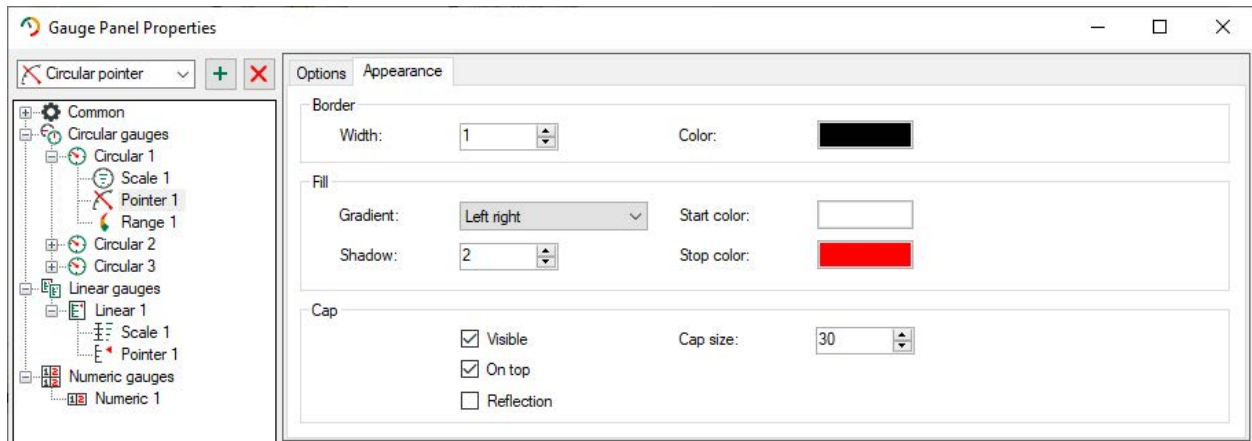 Gauge Panel Properties
Circular pointer
Common
Circular gauges
Circular 1
Scale 1
Pointer 1
Range 1
Circular 2
Circular 3
Linear gauges
Linear 1
Scale 1
Pointer 1
Numeric gauges
Numeric 1
Options Appearance
Border
Width: 1 Color:
Fill
Gradient: Left right Start color:
Shadow: 2 Stop color:
Cap
Visible Cap size: 30
On top
Reflection